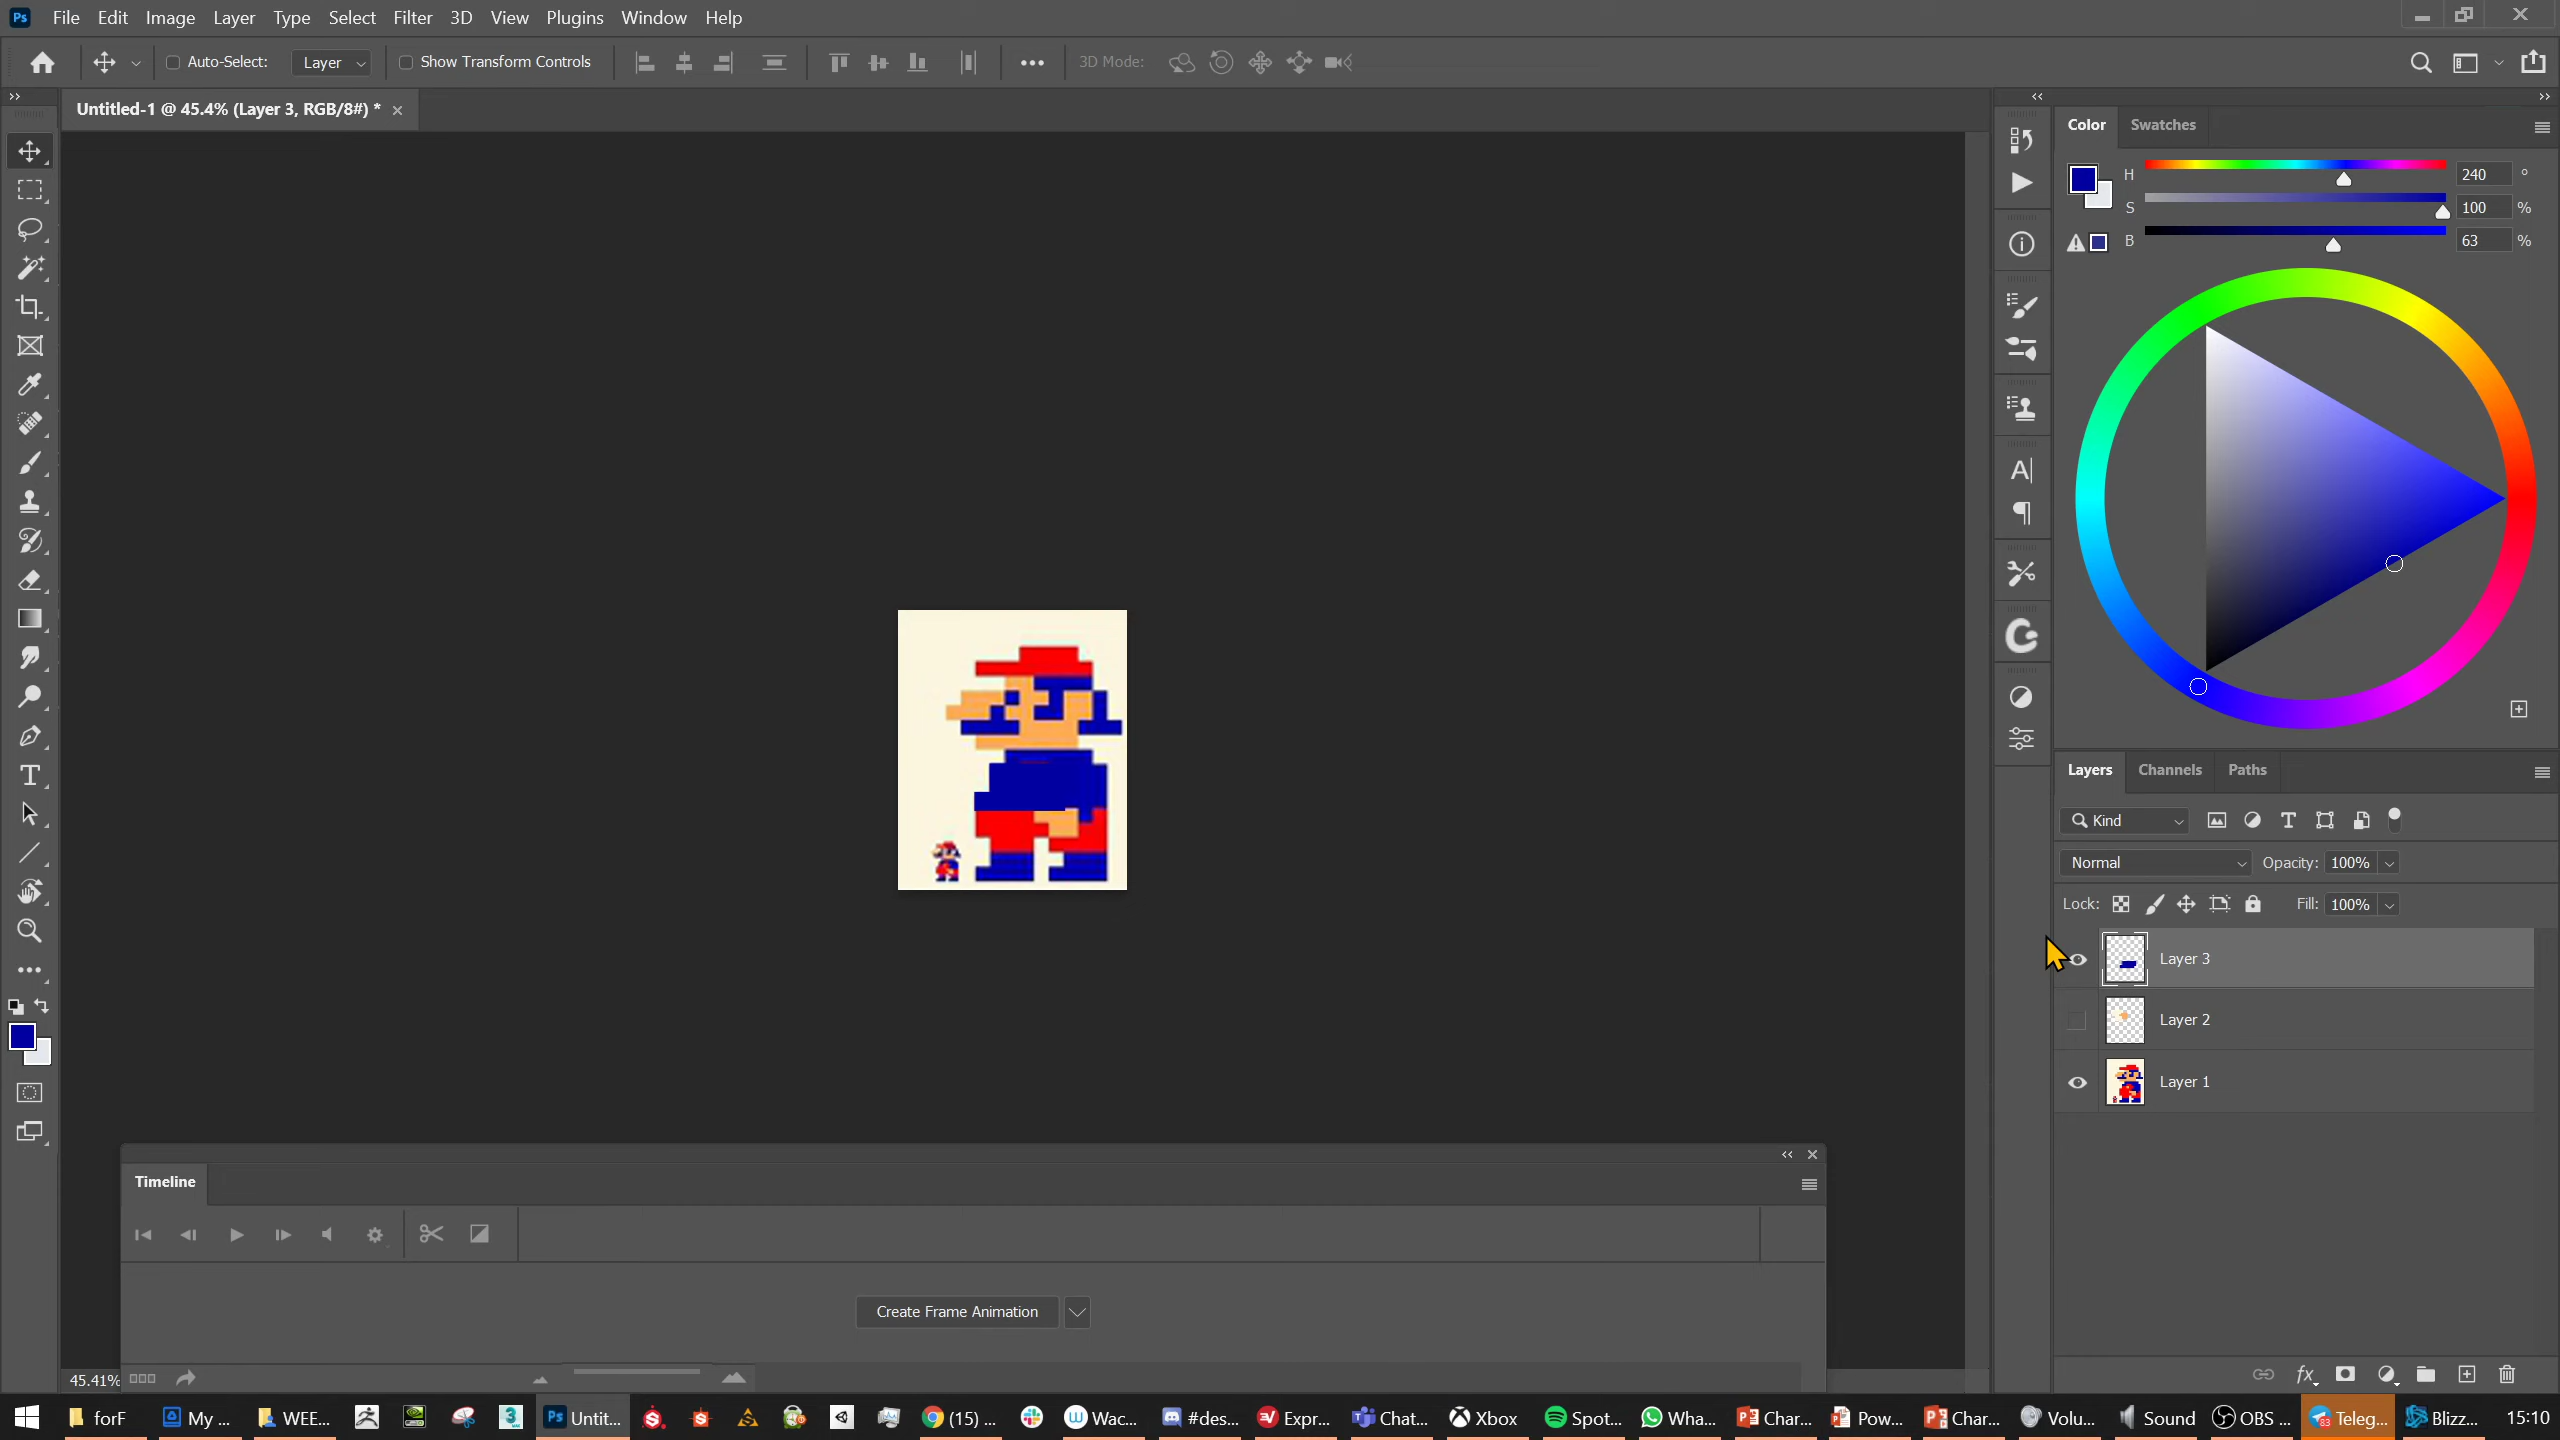 Ps File Edit Image Layer Type Select Filter 3D View Plugins Window Help
Auto-Select: Layer Show Transform Controls 3D Mode:
Untitled-1 @ 45.4% (Layer 3, RGB/8#) *
Color Swatches
H 240 °
S 100 %
B 63 %
Layers Channels Paths
Kind
Normal Opacity: 100%
Lock: Fill: 100%
Layer 3
Layer 2
Layer 1
Timeline
Create Frame Animation
45.41%
forF My ... WEE... Ps Untit... (15) ... Wac... #des... Expr... Chat... Xbox Spot... Wha... Char... Pow... Char... Volu... Sound OBS ... Teleg... Blizz... 15:10